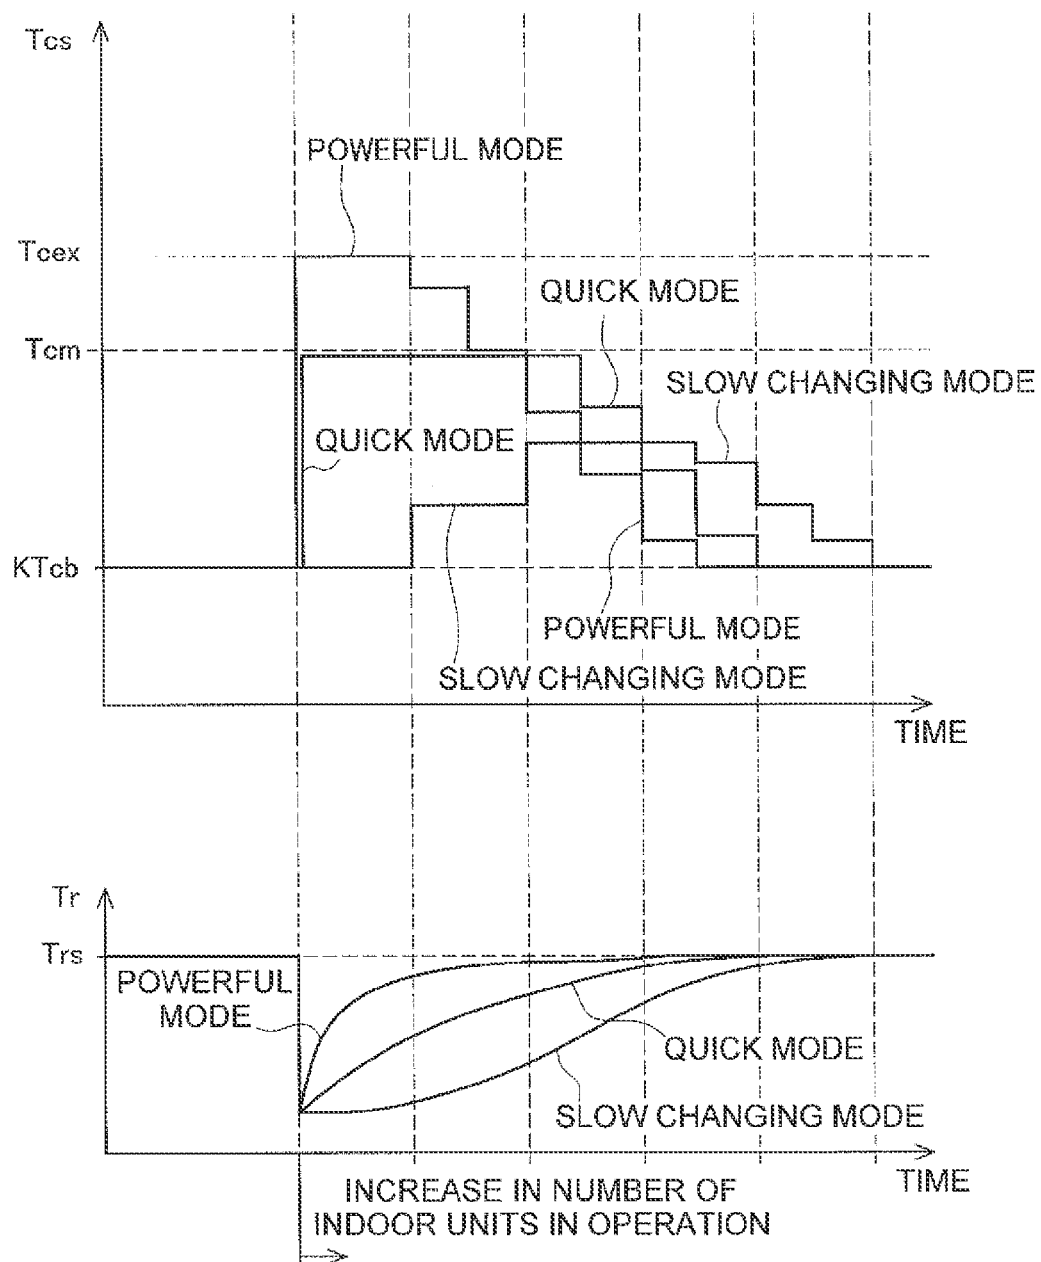 Tcs
POWERFUL MODE
Tcex
QUICK MODE
Tcm
SLOW CHANGING MODE
QUICK MODE
KTcb
POWERFUL MODE
SLOW CHANGING MODE
TIME
Tr
Trs
POWERFUL
MODE
QUICK MODE
SLOW CHANGING MODE
TIME
INCREASE IN NUMBER OF
INDOOR UNITS IN OPERATION